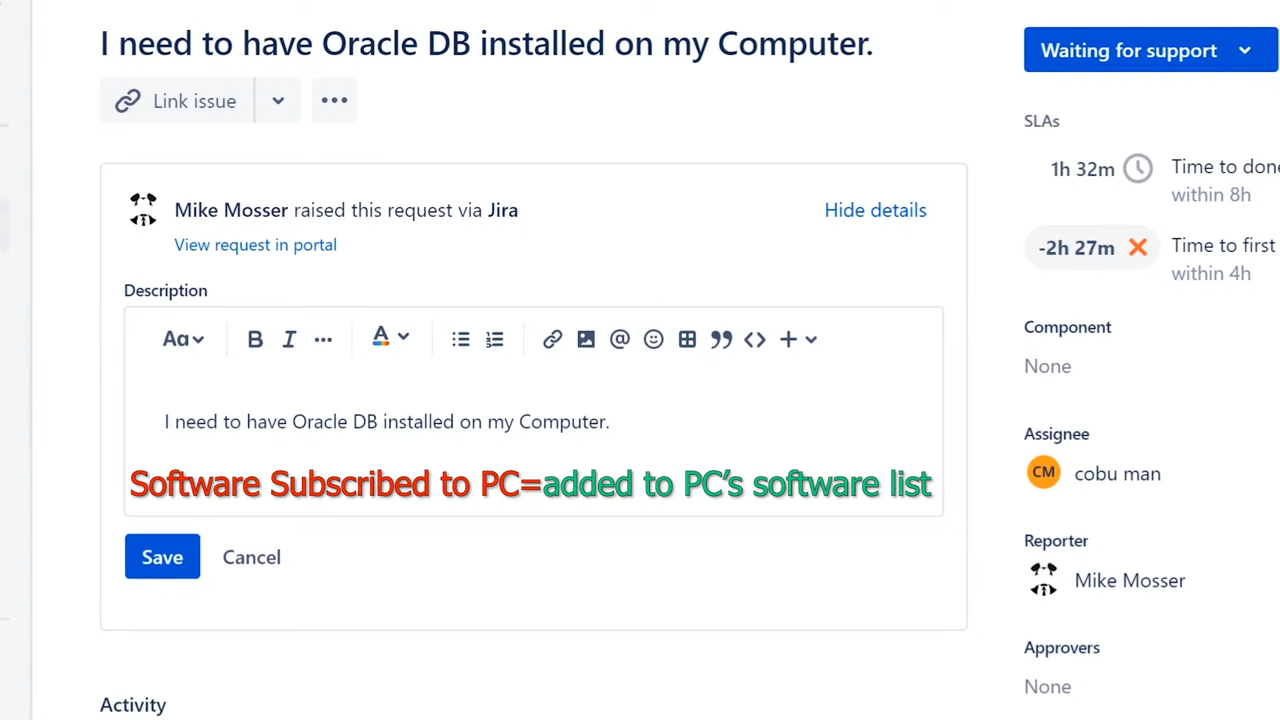 I need to have Oracle DB installed on my Computer.
Link issue
Mike Mosser raised this request via Jira
Hide details
View request in portal
Description
Aa
B I A @ + 
I need to have Oracle DB installed on my Computer.
Software Subscribed to PC=added to PC’s software list
Save Cancel
Activity
Waiting for support
SLAs
1h 32m Time to done
within 8h
-2h 27m Time to first
within 4h
Component
None
Assignee
CM cobu man
Reporter
Mike Mosser
Approvers
None